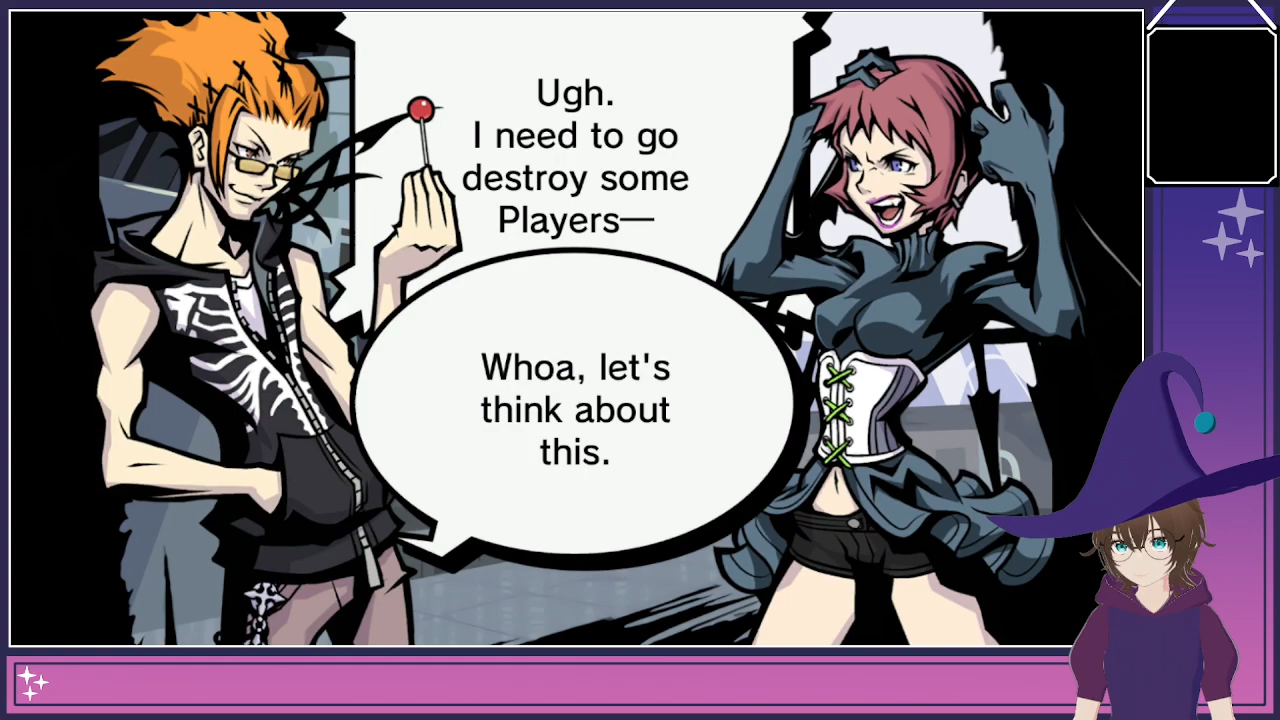 Ugh.
I need to go
destroy some
Players—
Whoa, let's
think about
this.